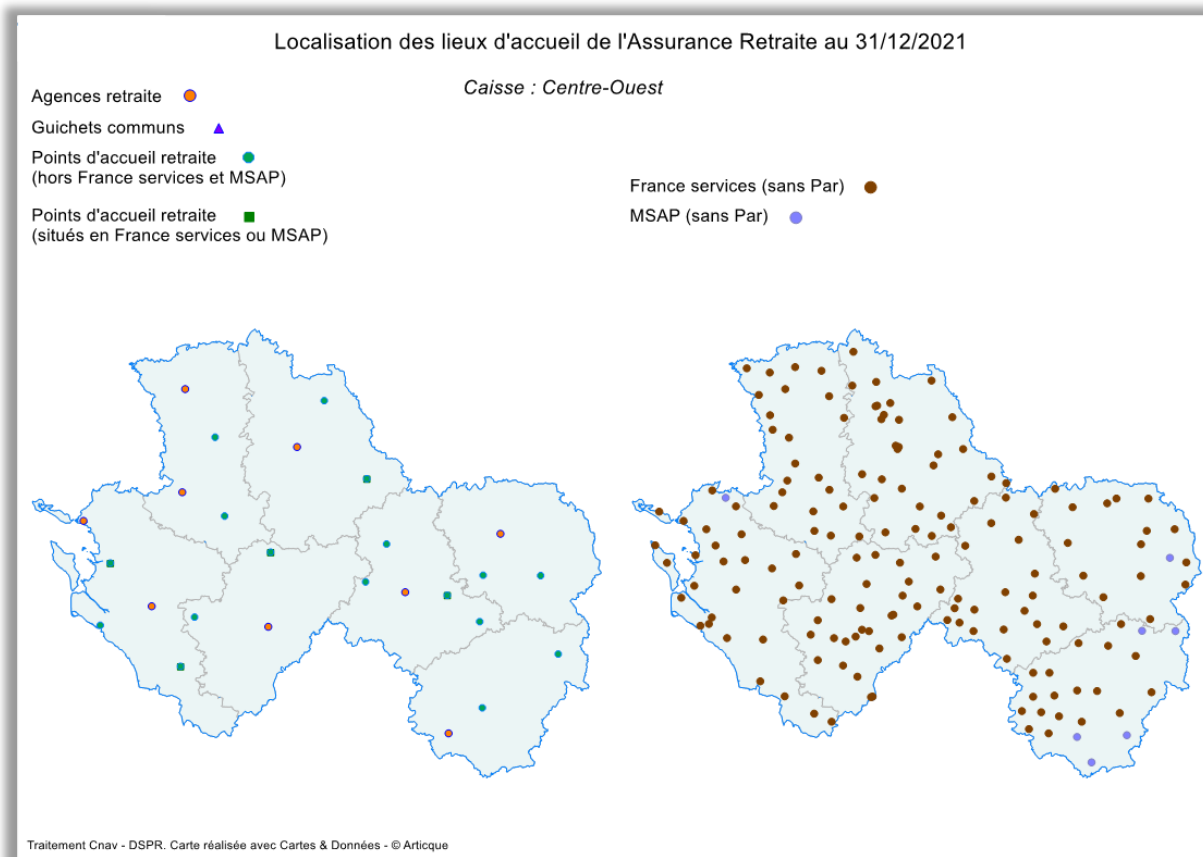 Localisation des lieux d'accueil de l'Assurance Retraite au 31/12/2021
Caisse : Centre-Ouest
Agences retraite
Guichets communs
Points d'accueil retraite
(hors France services et MSAP)
Points d'accueil retraite
(situés en France services ou MSAP)
France services (sans Par)
MSAP (sans Par)
Traitement Cnav - DSPR. Carte réalisée avec Cartes & Données - © Articque